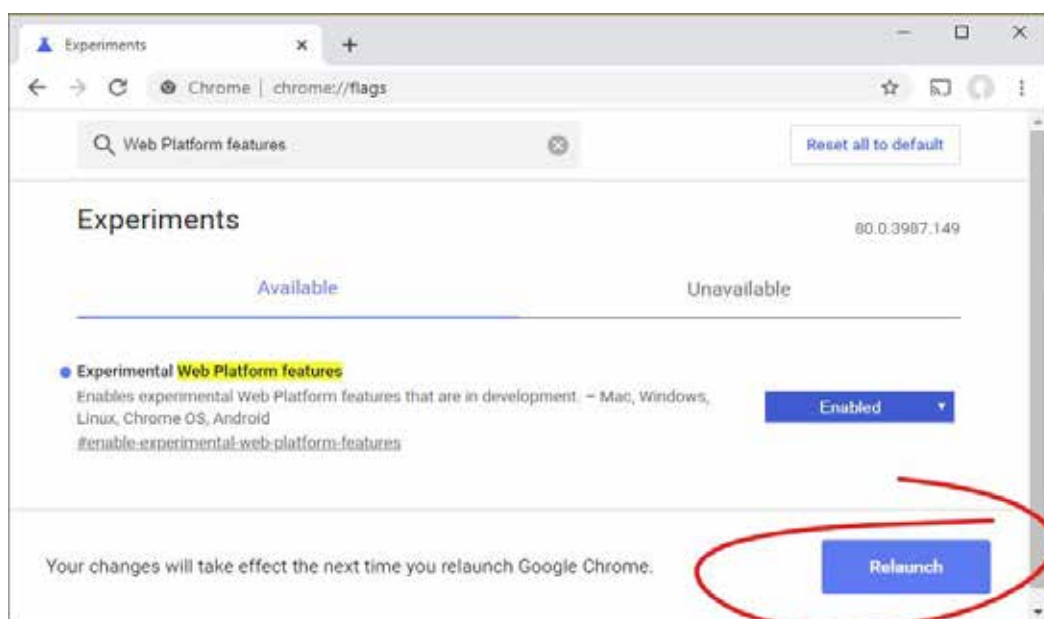 Experiments
Chrome | chrome://flags
Web Platform features
Reset all to default
Experiments
80.0.3987.149
Available
Unavailable
Experimental Web Platform features
Enables experimental Web Platform features that are in development. – Mac, Windows,
Linux, Chrome OS, Android
#enable-experimental-web-platform-features
Enabled
Your changes will take effect the next time you relaunch Google Chrome.
Relaunch